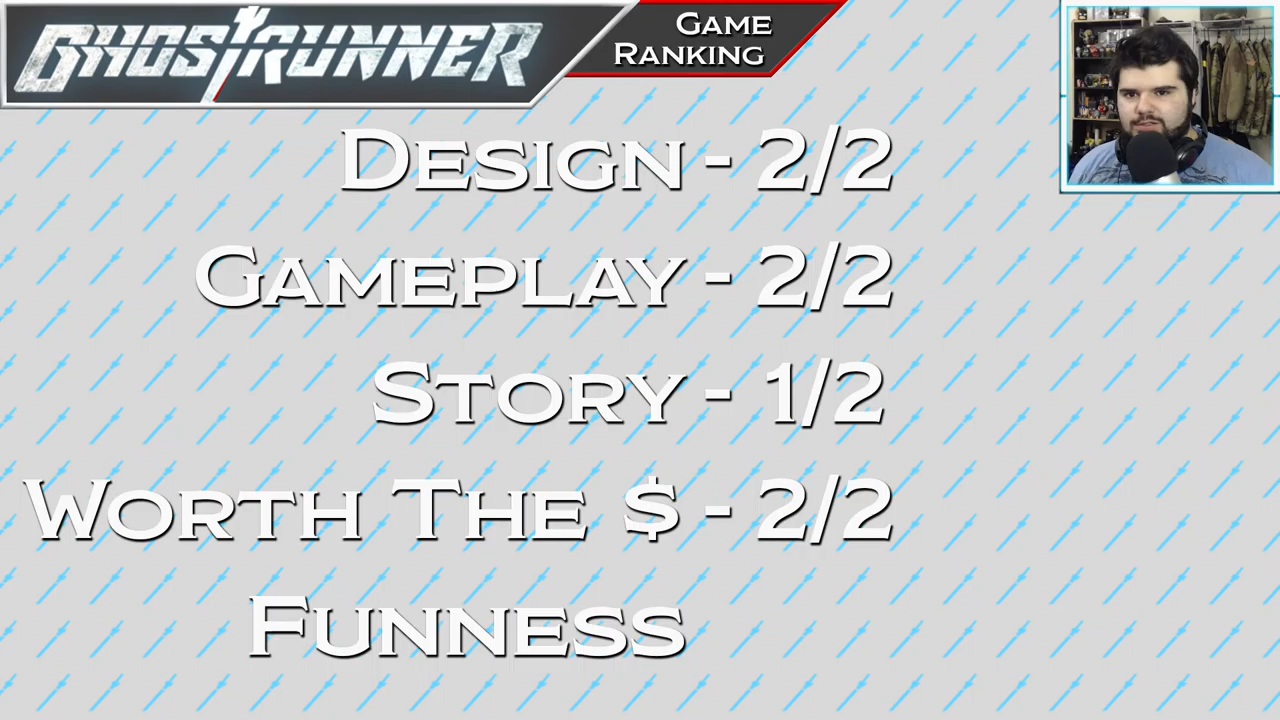 GHOSTRUNNER
GAME
RANKING
DESIGN - 2/2
GAMEPLAY - 2/2
STORY - 1/2
WORTH THE $ - 2/2
FUNNESS